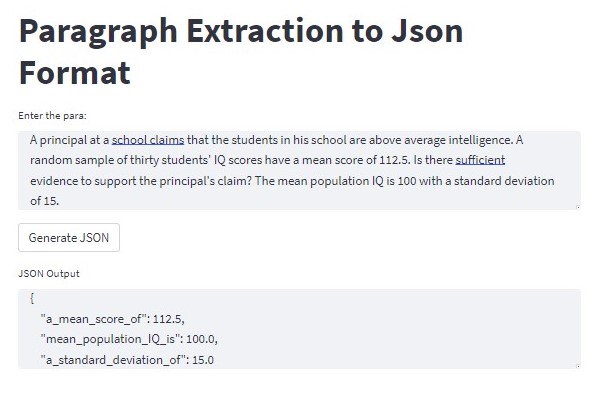 Paragraph Extraction to Json
Format
Enter the para:
A principal at a school claims that the students in his school are above average intelligence. A
random sample of thirty students' IQ scores have a mean score of 112.5. Is there sufficient
evidence to support the principal's claim? The mean population IQ is 100 with a standard deviation
of 15.
Generate JSON
JSON Output
{
"a_mean_score_of": 112.5,
"mean_population_IQ_is": 100.0,
"a_standard_deviation_of": 15.0